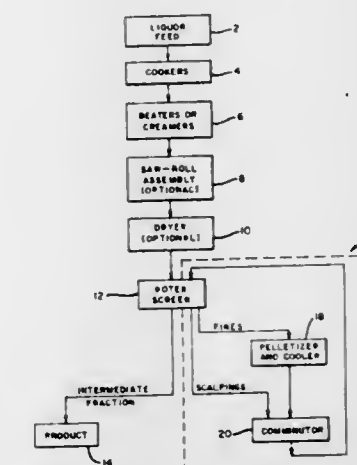 LIQUOR
FEED
2
COOKERS
4
BEATERS OR
CREAMERS
6
SAW-ROLL
ASSEMBLY
(OPTIONAL)
8
DRYER
(OPTIONAL)
10
12
ROTER
SCREEN
FINES
18
PELLETIZER
AND COOLER
INTERMEDIATE
FRACTION
SCALPINGS
PRODUCT
14
20
COMMINUTOR